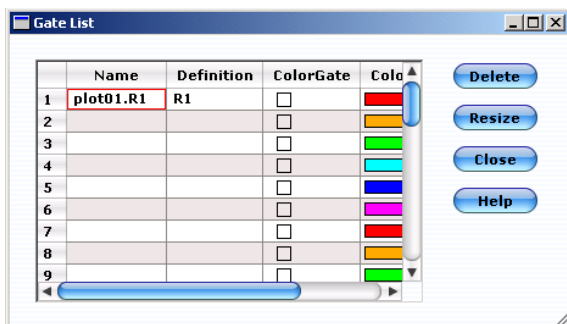 Gate List
Name Definition ColorGate Colo
1 plot01.R1 R1
2
3
4
5
6
7
8
9
Delete
Resize
Close
Help